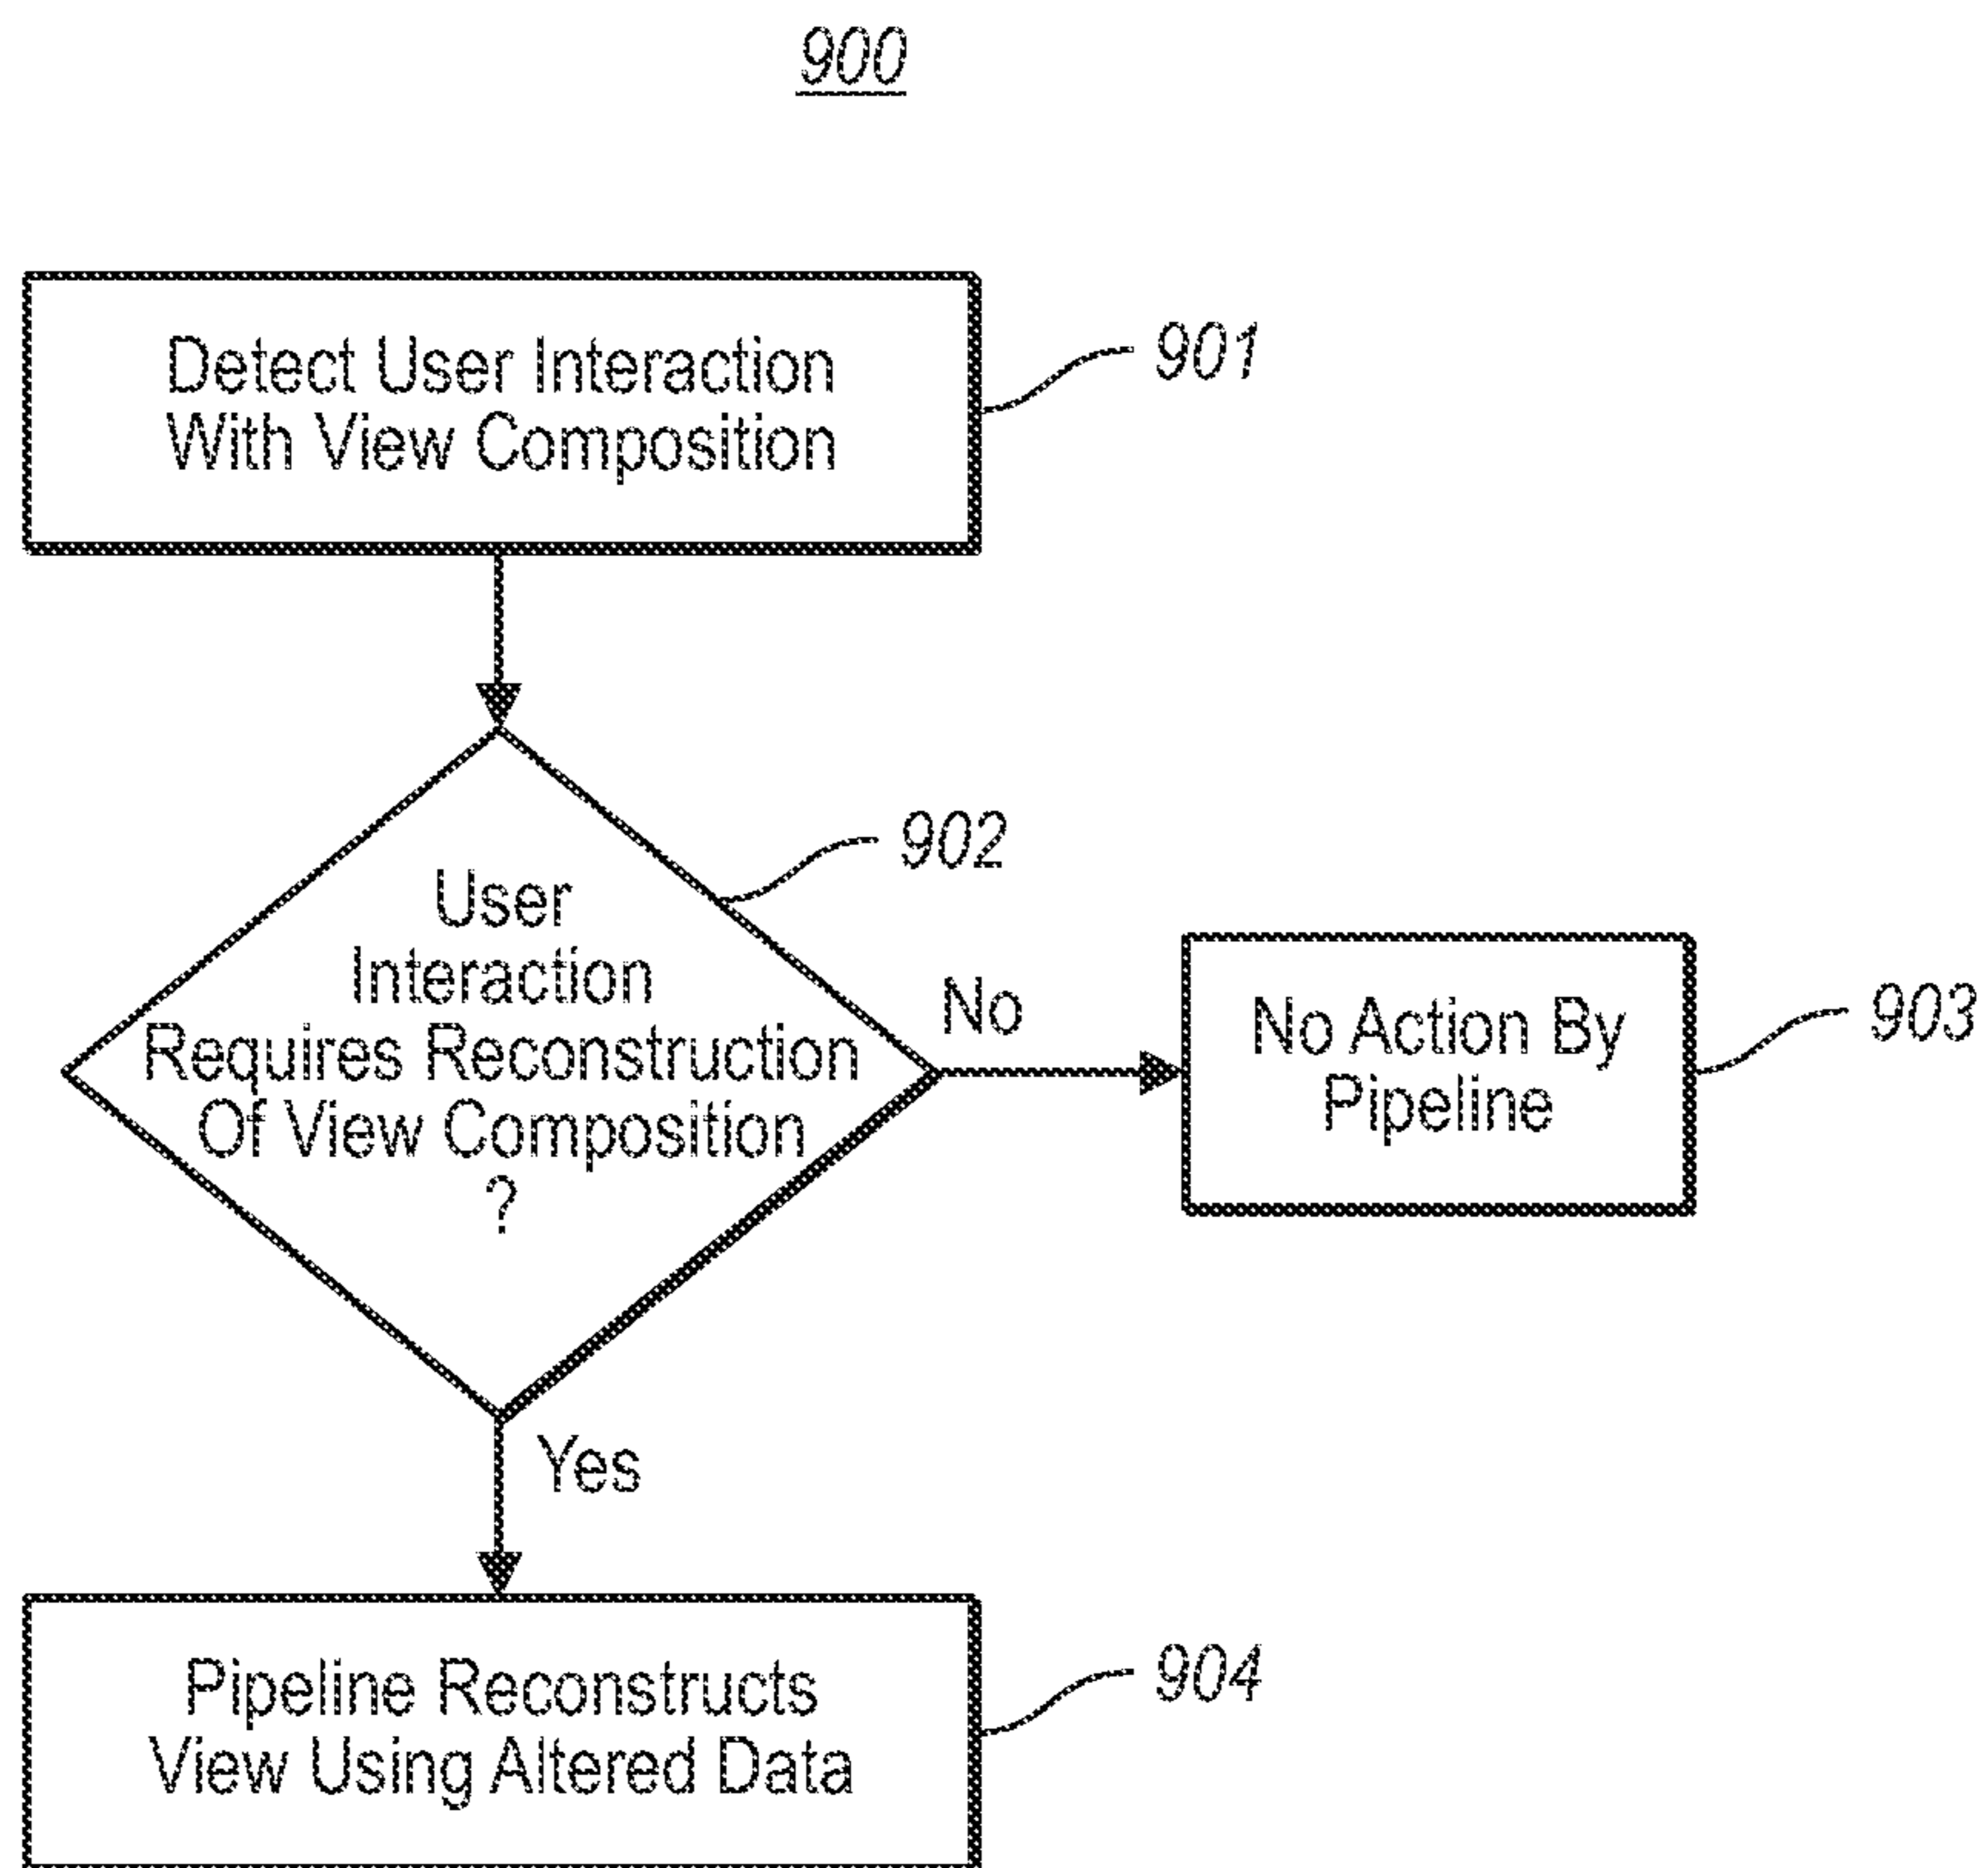 900
Detect User Interaction
With View Composition
901
902
User
Interaction
Requires Reconstruction
Of View Composition
?
No
No Action By
Pipeline
903
Yes
Pipeline Reconstructs
View Using Altered Data
904